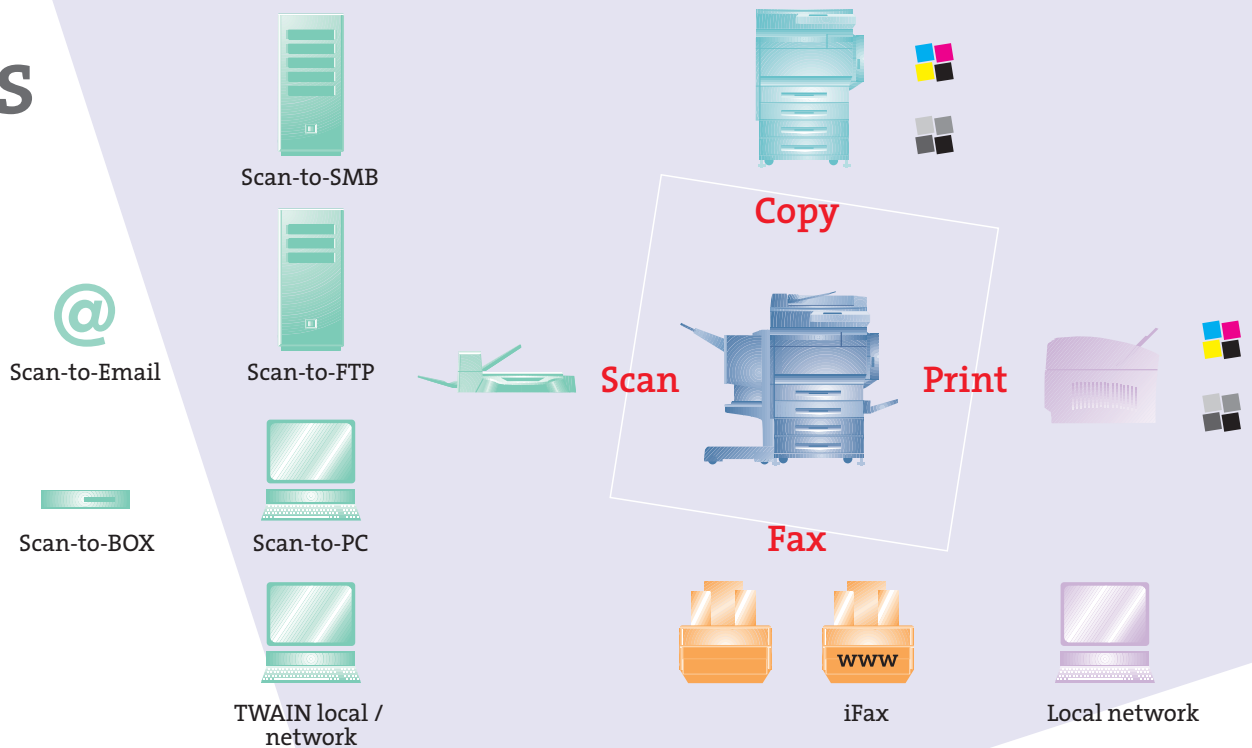 s
Scan-to-SMB
Copy
@
Scan-to-Email
Scan-to-FTP
Scan
Print
Scan-to-BOX
Scan-to-PC
Fax
www
TWAIN local /
network
iFax
Local network